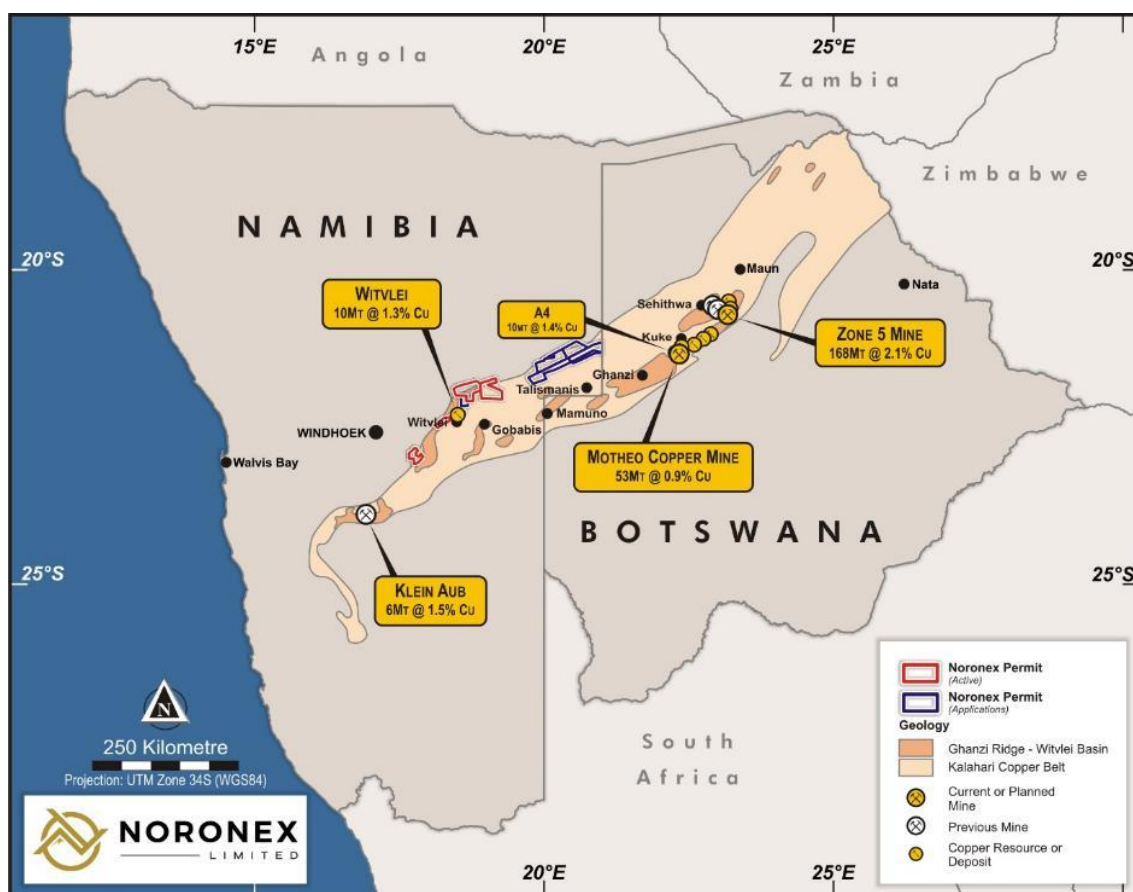 15°E
20°E
25°E
Angola
Zambia
Zimbabwe
NAMIBIA
20°S
20°S
Maun
Nata
WITVLEI
10MT @ 1.3% CU
A4
10MT @ 1.4% CU
Sehithwa
Kuke
ZONE 5 MINE
168MT @ 2.1% CU
Ghanzi
Talismanis
Witvlei
Mamuno
Gobabis
WINDHOEK
Walvis Bay
MOTHEO COPPER MINE
53MT @ 0.9% CU
BOTSWANA
25°S
25°S
KLEIN AUB
6MT @ 1.5% CU
South
Africa
N
250 Kilometre
Projection: UTM Zone 34S (WGS84)
NORONEX
LIMITED
Noronex Permit
(Active)
Noronex Permit
(Applications)
Geology
Ghanzi Ridge - Witvlei Basin
Kalahari Copper Belt
Current or Planned
Mine
Previous Mine
Copper Resource or
Deposit
20°E
25°E